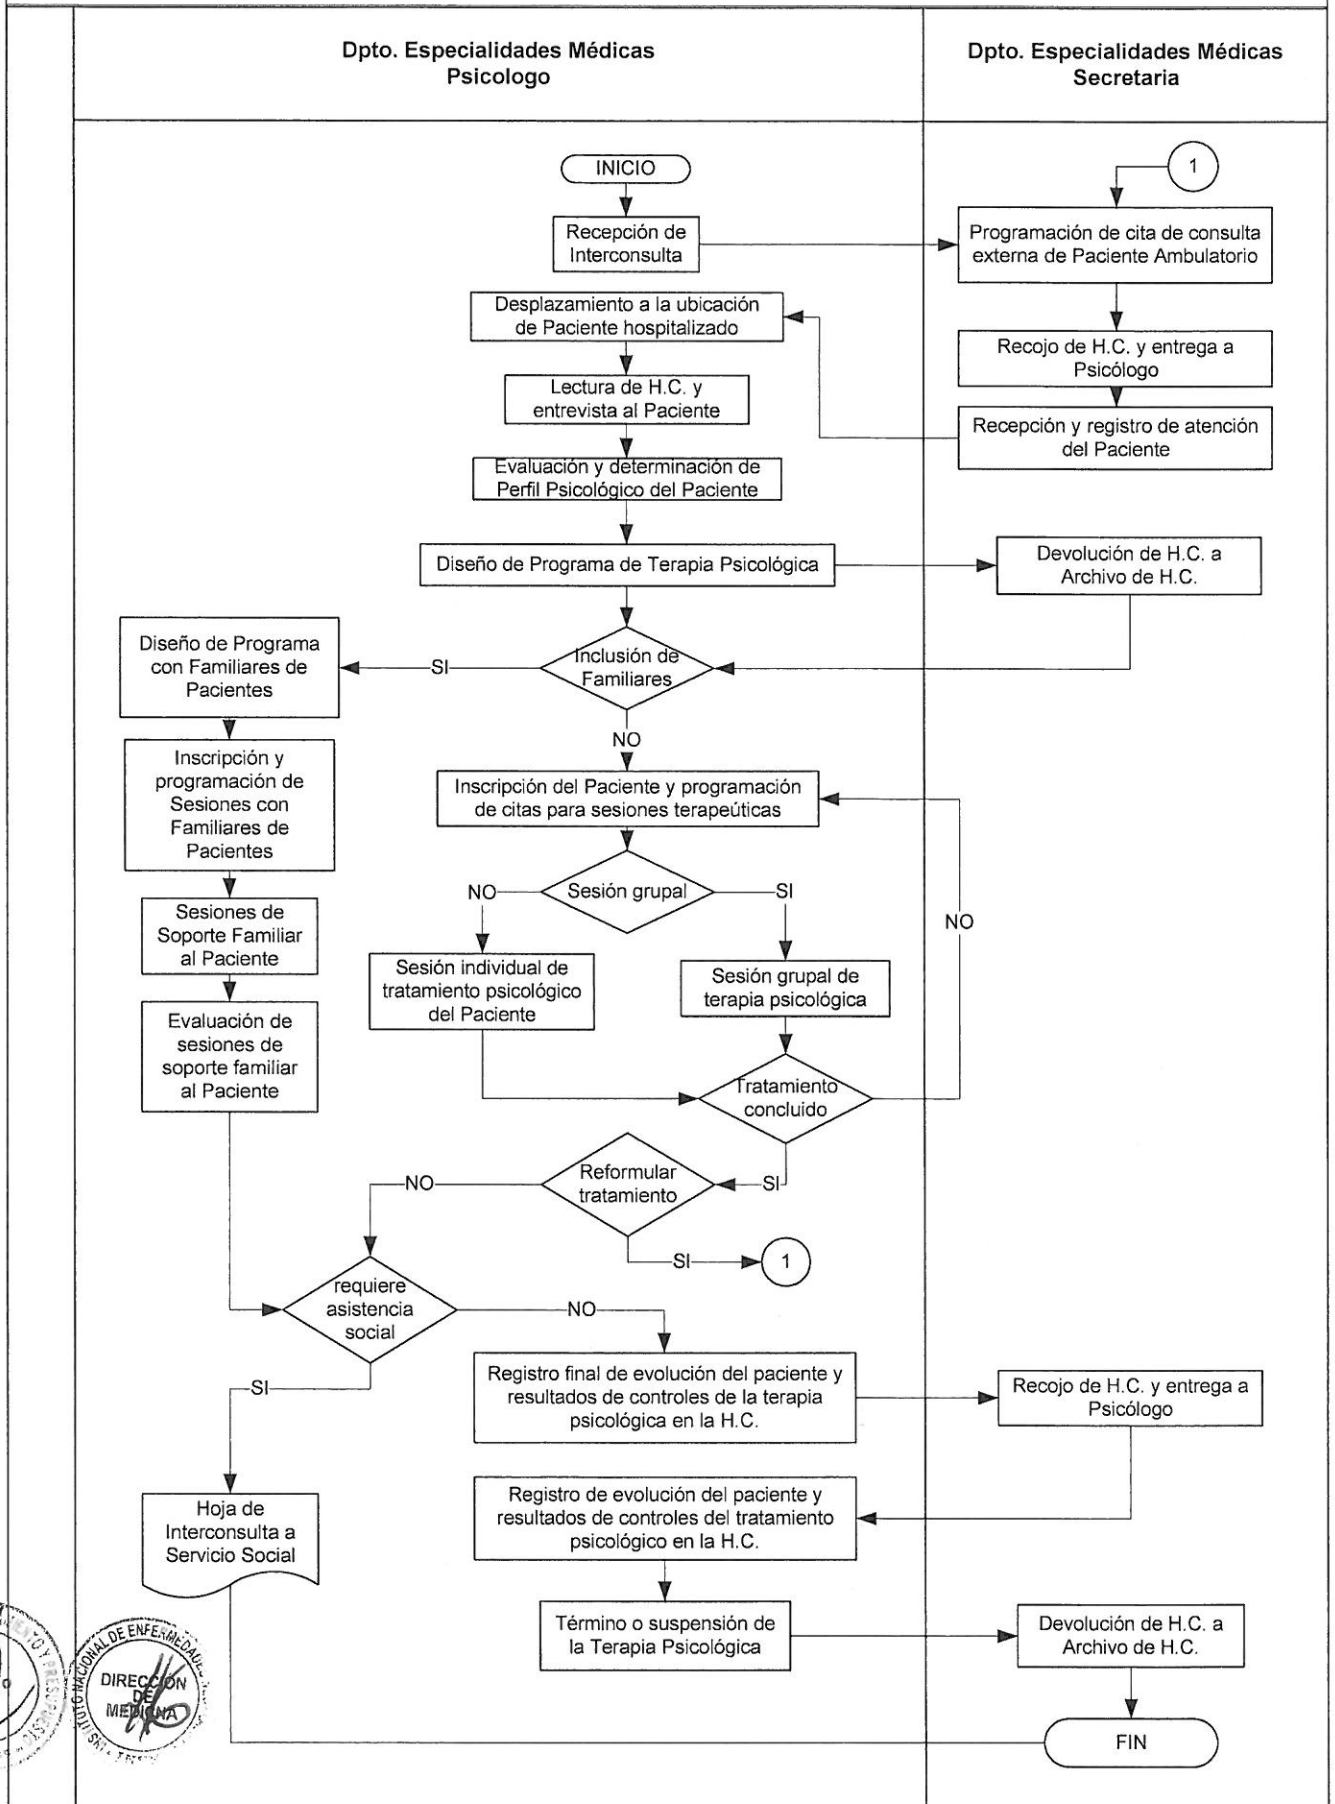 Dpto. Especialidades Médicas
Psicologo
Dpto. Especialidades Médicas
Secretaria
INICIO
1
Recepción de
Interconsulta
Programación de cita de consulta
externa de Paciente Ambulatorio
Desplazamiento a la ubicación
de Paciente hospitalizado
Recojo de H.C. y entrega a
Psicólogo
Lectura de H.C. y
entrevista al Paciente
Recepción y registro de atención
del Paciente
Evaluación y determinación de
Perfil Psicológico del Paciente
Diseño de Programa de Terapia Psicológica
Devolución de H.C. a
Archivo de H.C.
Inclusión de
Familiares
SI
Diseño de Programa
con Familiares de
Pacientes
NO
Inscripción y
programación de
Sesiones con
Familiares de
Pacientes
Inscripción del Paciente y programación
de citas para sesiones terapeúticas
Sesión grupal
NO
SI
NO
Sesiones de
Soporte Familiar
al Paciente
Sesión individual de
tratamiento psicológico
del Paciente
Sesión grupal de
terapia psicológica
Evaluación de
sesiones de
soporte familiar
al Paciente
Tratamiento
concluido
Reformular
tratamiento
NO
SI
SI
1
requiere
asistencia
social
NO
SI
Registro final de evolución del paciente y
resultados de controles de la terapia
psicológica en la H.C.
Recojo de H.C. y entrega a
Psicólogo
Hoja de
Interconsulta a
Servicio Social
Registro de evolución del paciente y
resultados de controles del tratamiento
psicológico en la H.C.
Término o suspensión de
la Terapia Psicológica
Devolución de H.C. a
Archivo de H.C.
FIN
INSTITUTO NACIONAL DE ENFERMEDADES
DIRECCIÓN
DE
MEDICINA
Y PRESUPUESTO